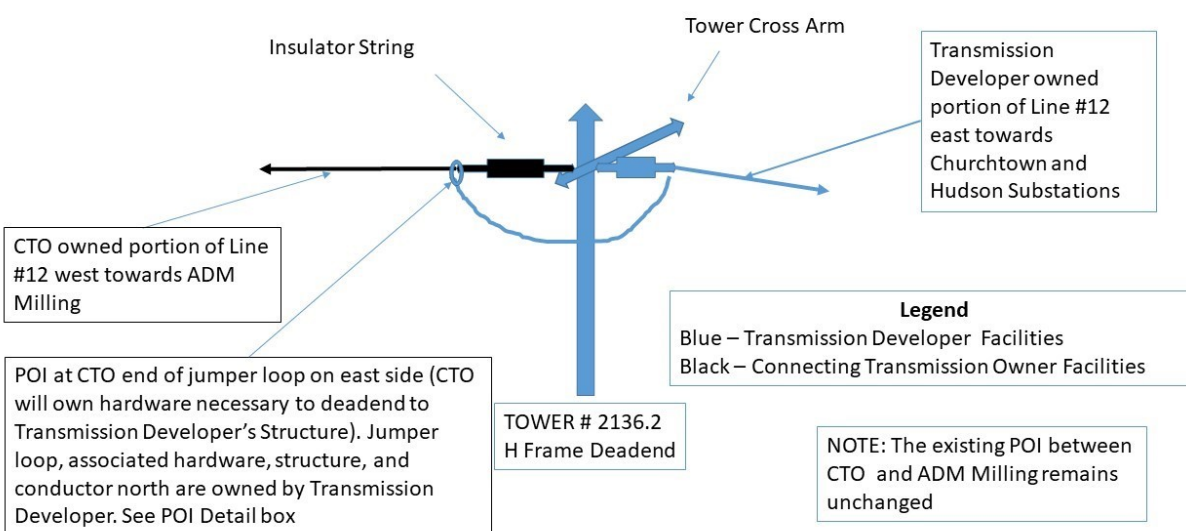 Insulator String
Tower Cross Arm
Transmission
Developer owned
portion of Line #12
east towards
Churchtown and
Hudson Substations
CTO owned portion of Line
#12 west towards ADM
Milling
Legend
Blue – Transmission Developer Facilities
Black – Connecting Transmission Owner Facilities
POI at CTO end of jumper loop on east side (CTO
will own hardware necessary to deadend to
Transmission Developer's Structure). Jumper
loop, associated hardware, structure, and
conductor north are owned by Transmission
Developer. See POI Detail box
TOWER # 2136.2
H Frame Deadend
NOTE: The existing POI between
CTO and ADM Milling remains
unchanged